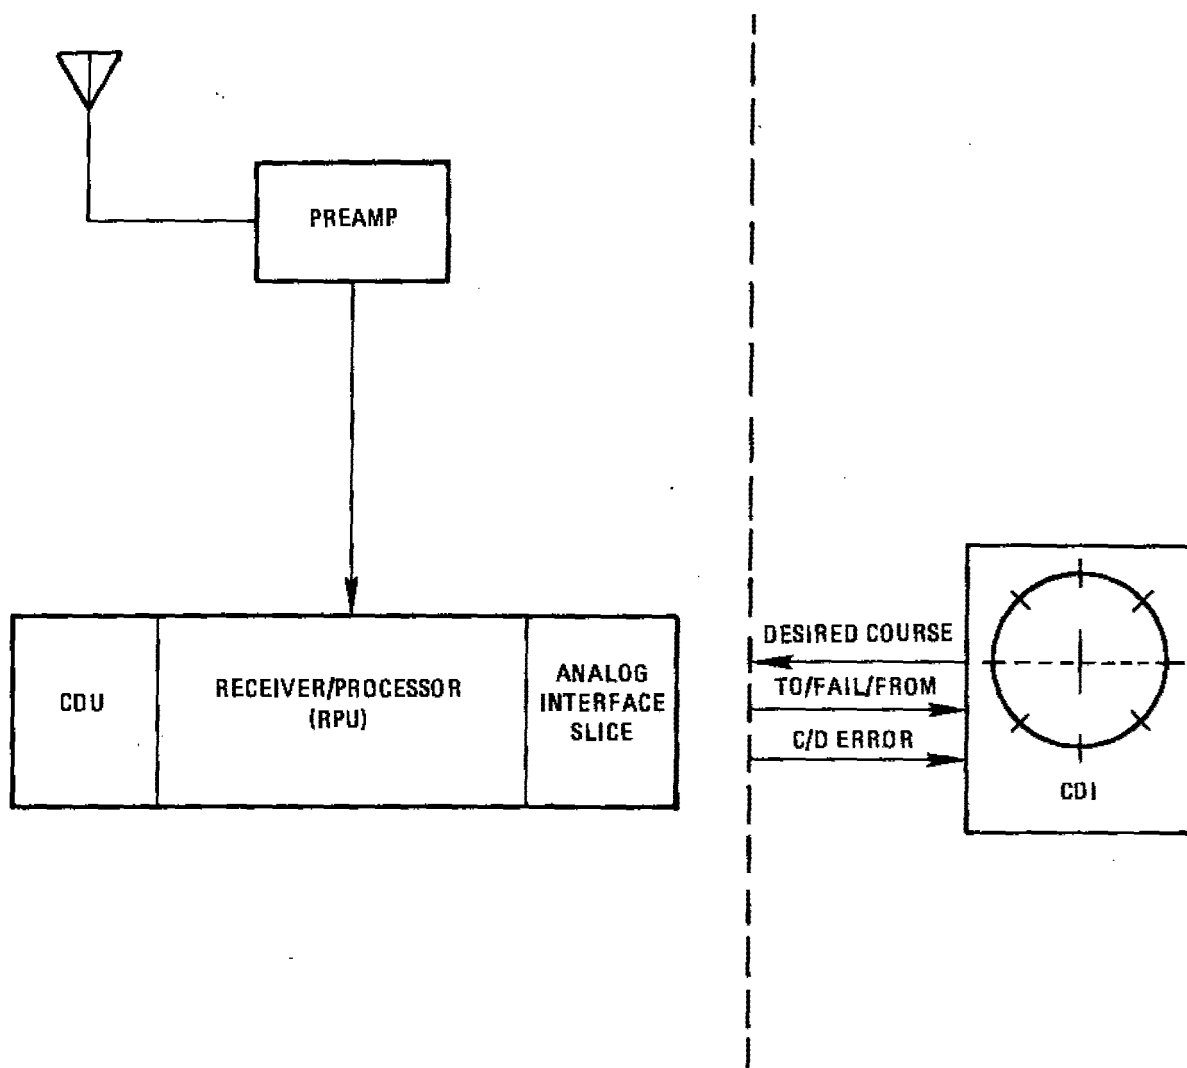 PREAMP
CDU
RECEIVER/PROCESSOR
(RPU)
ANALOG
INTERFACE
SLICE
DESIRED COURSE
TO/FAIL/FROM
C/D ERROR
CDI